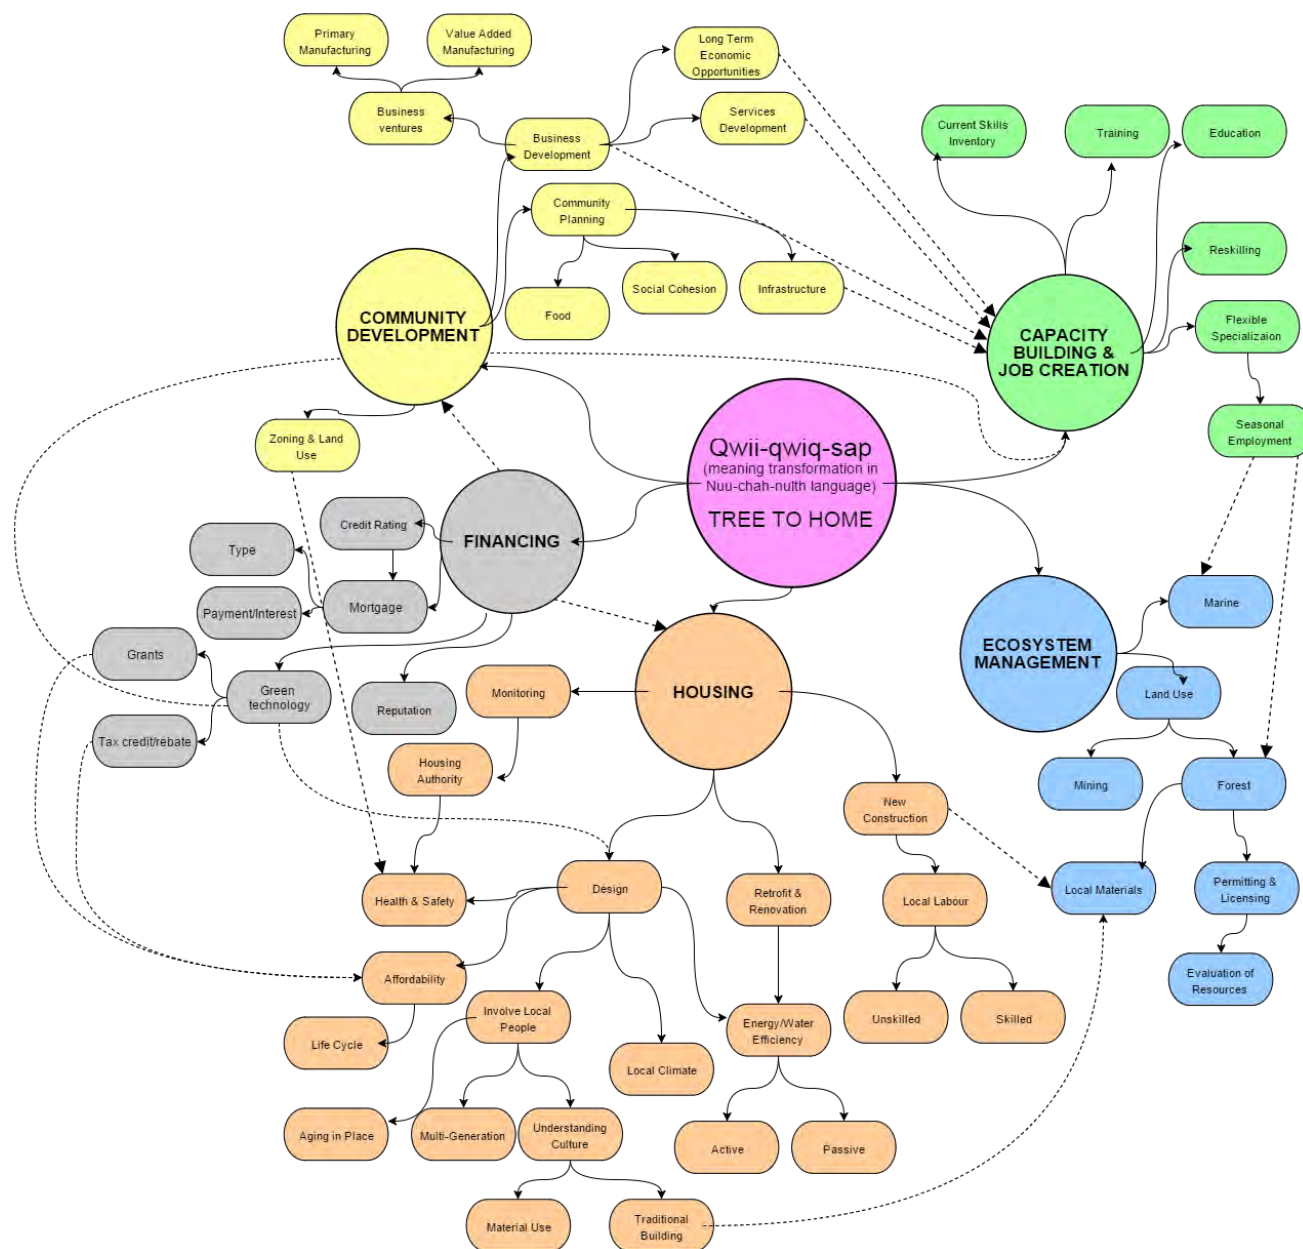 Primary
Manufacturing
Value Added
Manufacturing
Long Term
Economic
Opportunities
Business
ventures
Business
Development
Services
Development
Current Skills
Inventory
Training
Education
Community
Planning
Reskilling
Social Cohesion
Infrastructure
Food
COMMUNITY
DEVELOPMENT
CAPACITY
BUILDING &
JOB CREATION
Flexible
Specializaion
Seasonal
Employment
Zoning & Land
Use
Qwii-qwiq-sap
(meaning transformation in
Nuu-chah-nulth language)
TREE TO HOME
Credit Rating
FINANCING
Type
Payment/Interest
Mortgage
Marine
Grants
Green
technology
Reputation
Tax credit/rebate
Monitoring
HOUSING
ECOSYSTEM
MANAGEMENT
Land Use
Housing
Authority
Mining
Forest
New
Construction
Health & Safety
Design
Retrofit &
Renovation
Local Labour
Local Materials
Permitting &
Licensing
Affordability
Evaluation of
Resources
Life Cycle
Involve Local
People
Local Climate
Energy/Water
Efficiency
Unskilled
Skilled
Aging in Place
Multi-Generation
Understanding
Culture
Active
Passive
Material Use
Traditional
Building